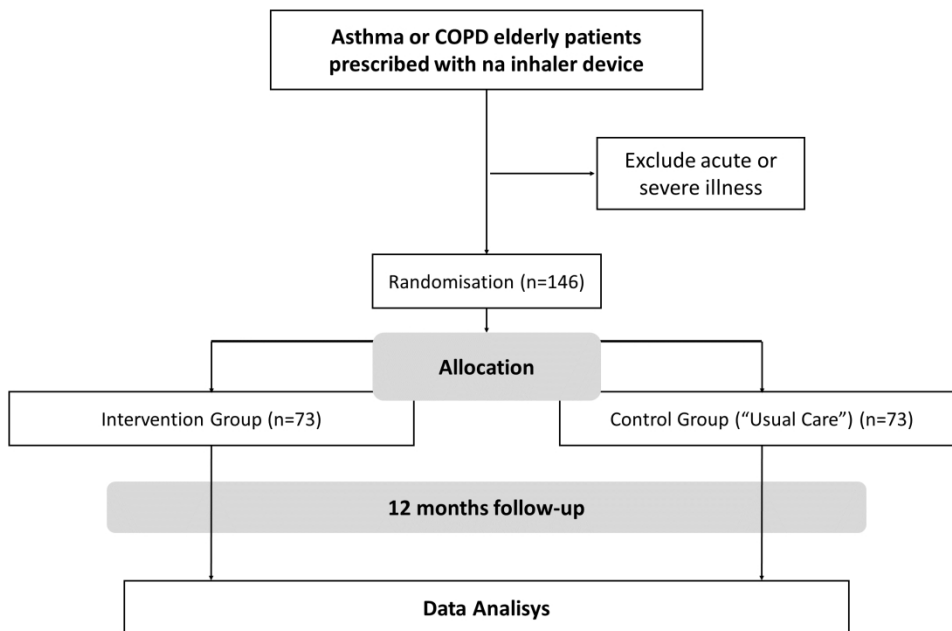 Asthma or COPD elderly patients
prescribed with na inhaler device
Exclude acute or
severe illness
Randomisation (n=146)
Allocation
Intervention Group (n=73)
Control Group (“Usual Care”) (n=73)
12 months follow-up
Data Analisys